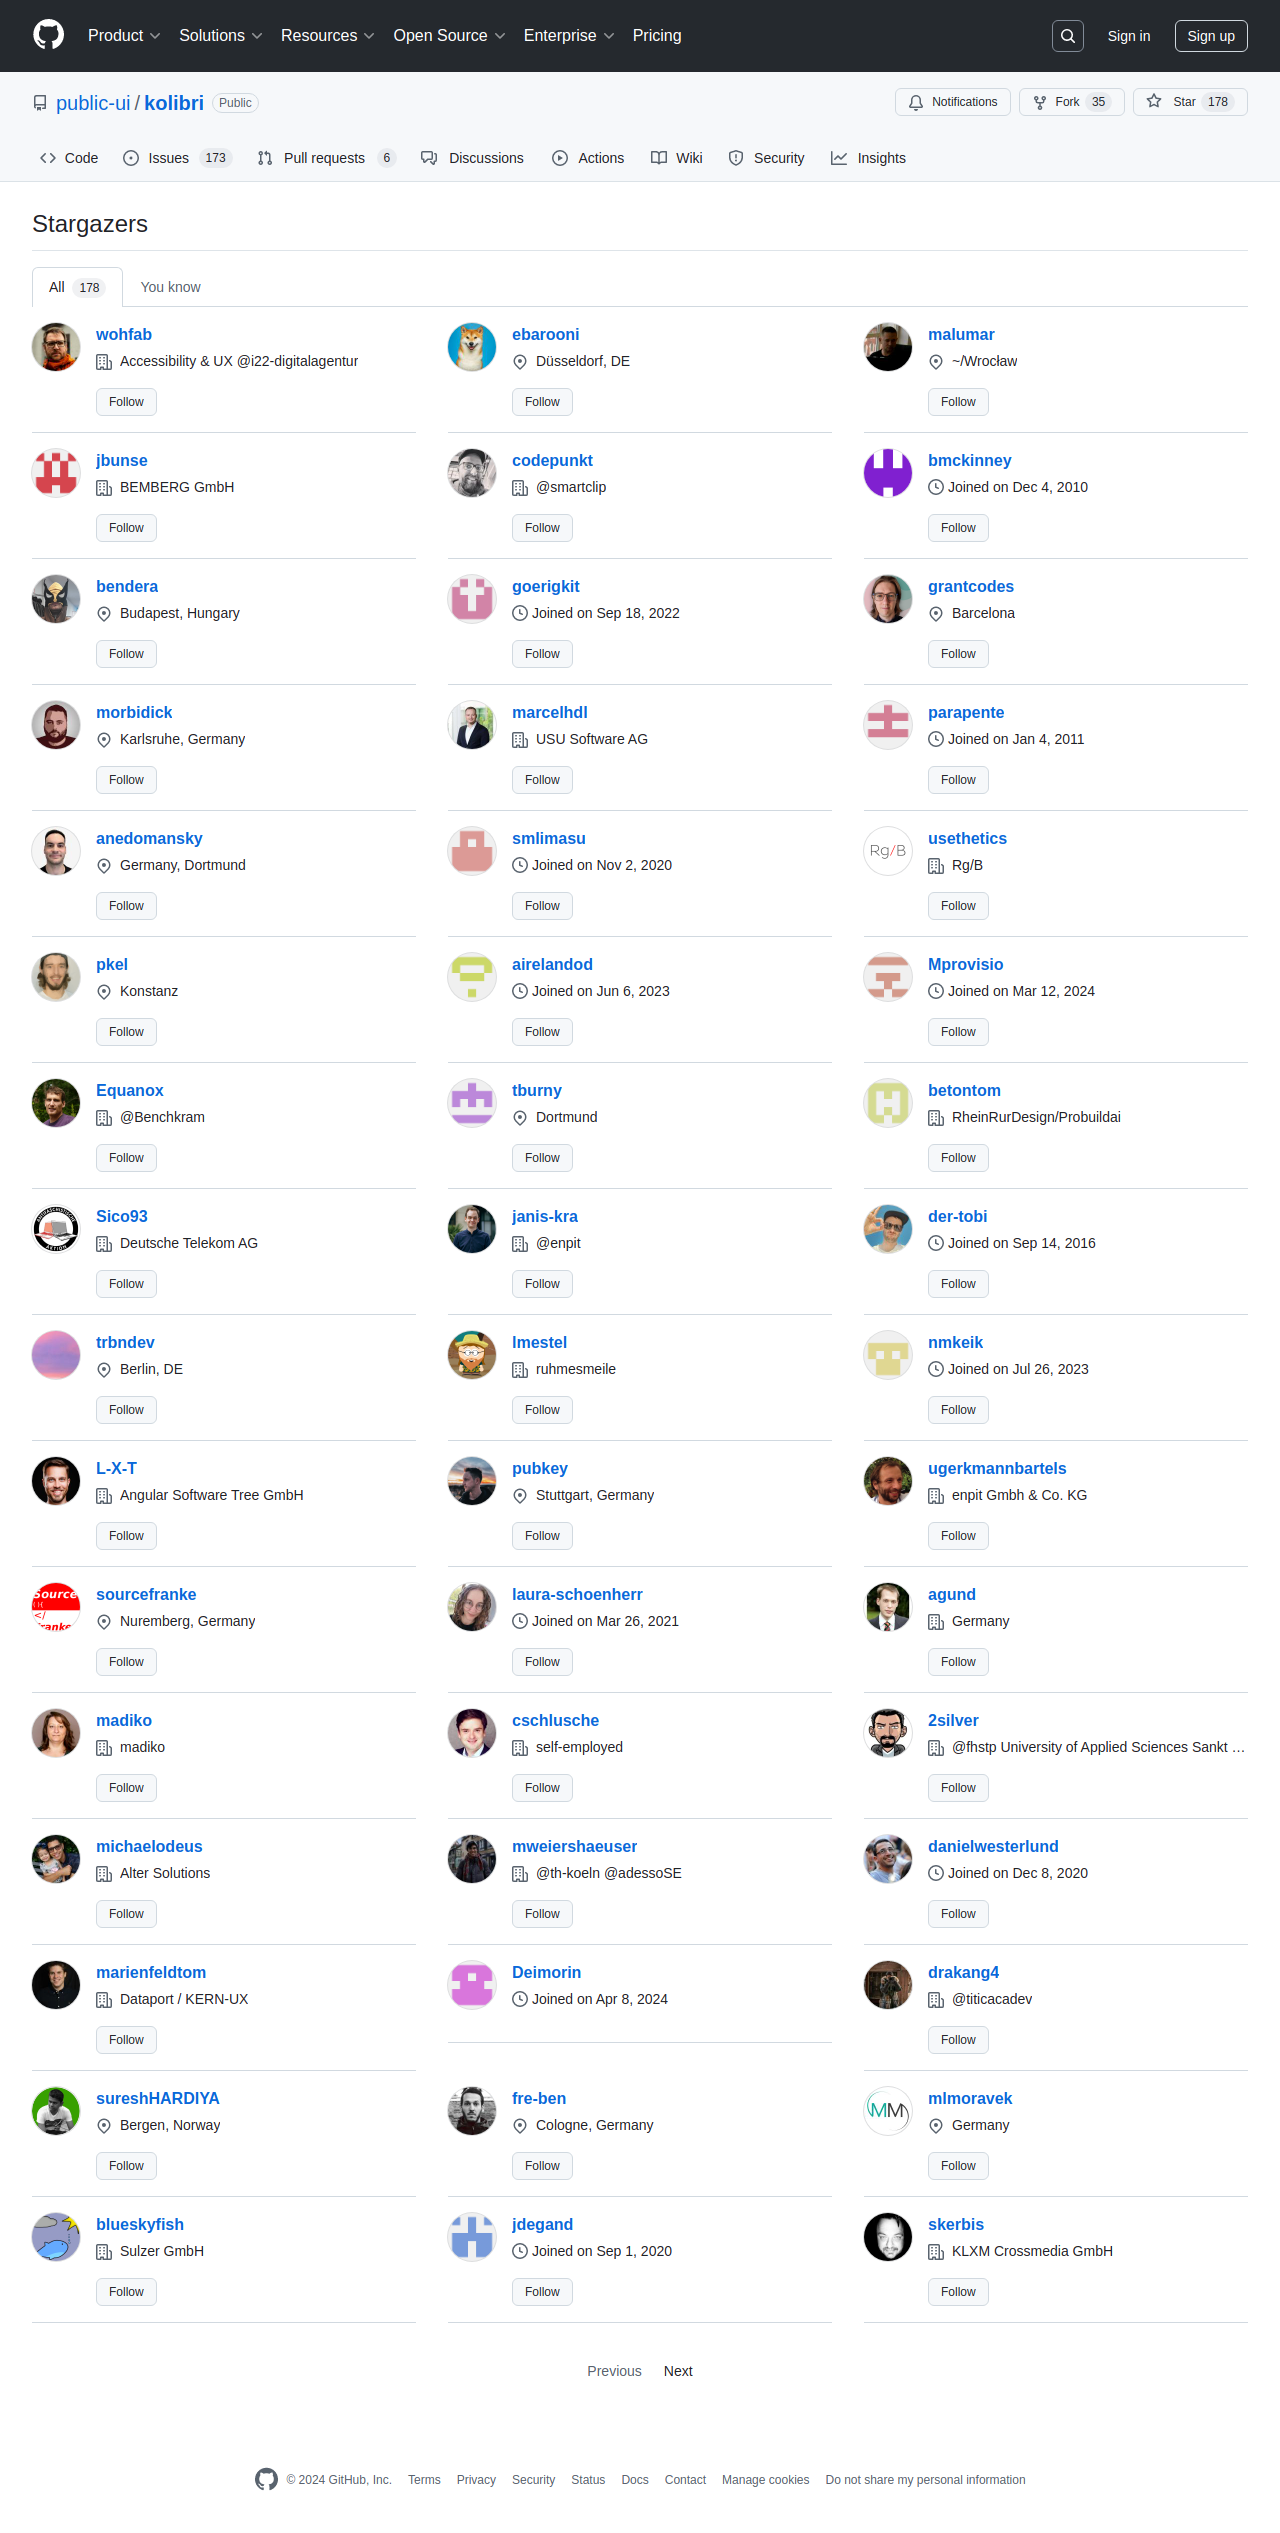 Product Solutions Resources Open Source Enterprise Pricing Sign in Sign up
public-ui / kolibri Public Notifications Fork 35 Star 178
Code Issues 173 Pull requests 6 Discussions Actions Wiki Security Insights
Stargazers
All 178 You know
wohfab ebarooni malumar
Accessibility & UX @i22-digitalagentur Düsseldorf, DE ~/Wrocław
Follow Follow Follow
jbunse codepunkt bmckinney
BEMBERG GmbH @smartclip Joined on Dec 4, 2010
Follow Follow Follow
bendera goerigkit grantcodes
Budapest, Hungary Joined on Sep 18, 2022 Barcelona
Follow Follow Follow
morbidick marcelhdl parapente
Karlsruhe, Germany USU Software AG Joined on Jan 4, 2011
Follow Follow Follow
anedomansky smlimasu usethetics
Rg/B
Germany, Dortmund Joined on Nov 2, 2020 Rg/B
Follow Follow Follow
pkel airelandod Mprovisio
Konstanz Joined on Jun 6, 2023 Joined on Mar 12, 2024
Follow Follow Follow
Equanox tburny betontom
@Benchkram Dortmund RheinRurDesign/Probuildai
Follow Follow Follow
Sico93 janis-kra der-tobi
Deutsche Telekom AG @enpit Joined on Sep 14, 2016
Follow Follow Follow
trbndev lmestel nmkeik
Berlin, DE ruhmesmeile Joined on Jul 26, 2023
Follow Follow Follow
L-X-T pubkey ugerkmannbartels
Angular Software Tree GmbH Stuttgart, Germany enpit Gmbh & Co. KG
Follow Follow Follow
Source sourcefranke laura-schoenherr agund
</
Nuremberg, Germany Joined on Mar 26, 2021 Germany
Follow Follow Follow
madiko cschlusche 2silver
madiko self-employed @fhstp University of Applied Sciences Sankt …
Follow Follow Follow
michaelodeus mweiershaeuser danielwesterlund
Alter Solutions @th-koeln @adessoSE Joined on Dec 8, 2020
Follow Follow Follow
marienfeldtom Deimorin drakang4
Dataport / KERN-UX Joined on Apr 8, 2024 @titicacadev
Follow Follow
sureshHARDIYA fre-ben mlmoravek
MM
Bergen, Norway Cologne, Germany Germany
Follow Follow Follow
blueskyfish jdegand skerbis
Sulzer GmbH Joined on Sep 1, 2020 KLXM Crossmedia GmbH
Follow Follow Follow
Previous Next
© 2024 GitHub, Inc. Terms Privacy Security Status Docs Contact Manage cookies Do not share my personal information